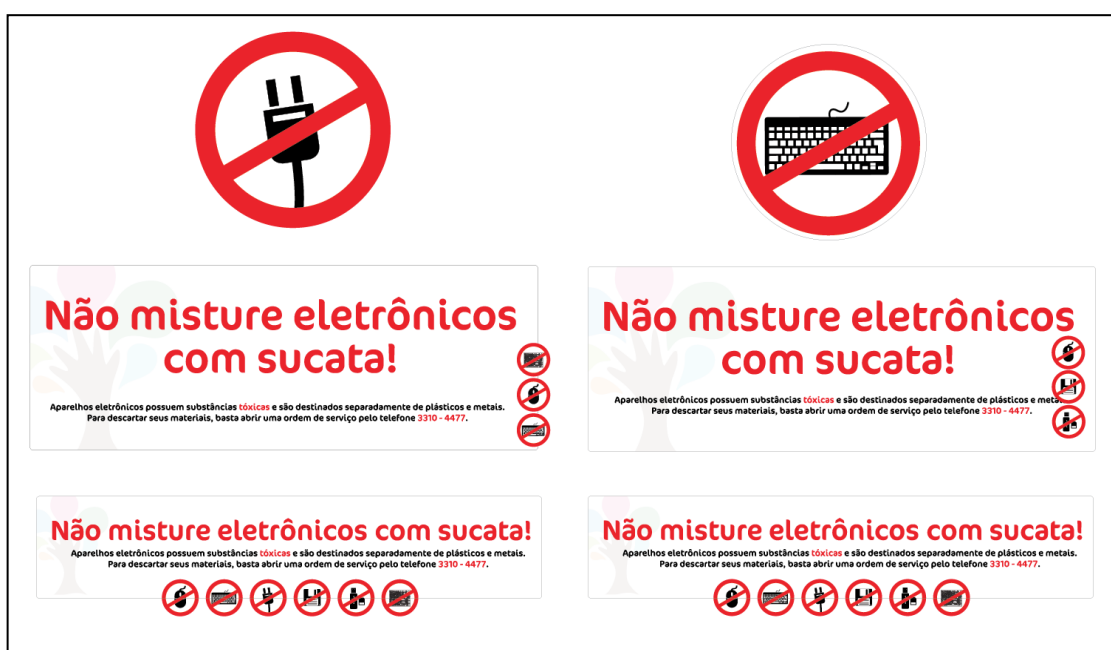 Não misture eletrônicos
com sucata!
Aparelhos eletrônicos possuem substâncias tóxicas e são destinados separadamente de plásticos e metais.
Para descartar seus materiais, basta abrir uma ordem de serviço pelo telefone 3310 - 4477.
Não misture eletrônicos
com sucata!
Aparelhos eletrônicos possuem substâncias tóxicas e são destinados separadamente de plásticos e meta
Para descartar seus materiais, basta abrir uma ordem de serviço pelo telefone 3310 - 4477.
Não misture eletrônicos com sucata!
Aparelhos eletrônicos possuem substâncias tóxicas e são destinados separadamente de plásticos e metais.
Para descartar seus materiais, basta abrir uma ordem de serviço pelo telefone 3310 - 4477.
Não misture eletrônicos com sucata!
Aparelhos eletrônicos possuem substâncias tóxicas e são destinados separadamente de plásticos e metais.
Para descartar seus materiais, basta abrir uma ordem de serviço pelo telefone 3310 - 4477.